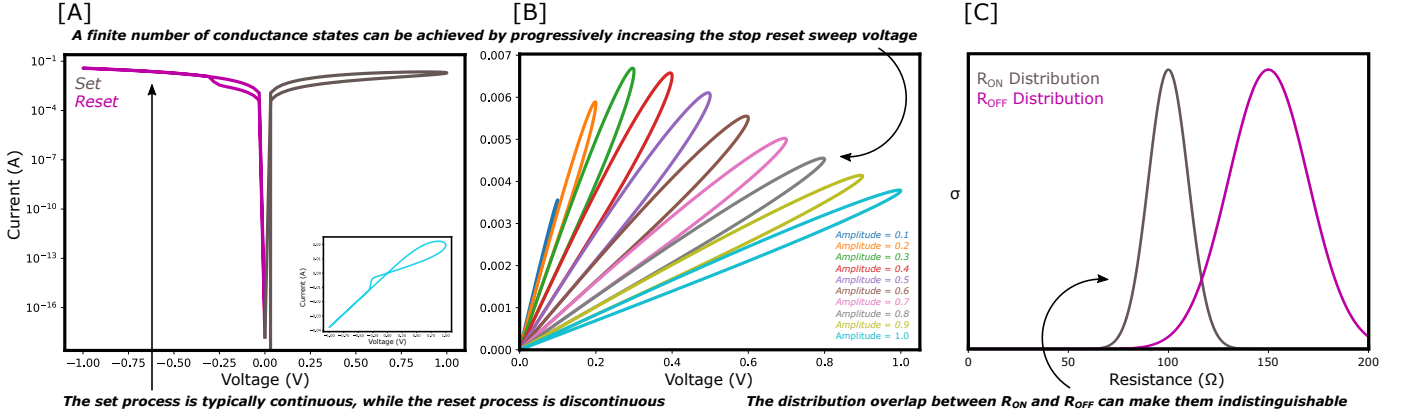 [A]
[B]
[C]
A finite number of conductance states can be achieved by progressively increasing the stop reset sweep voltage
10⁻¹
10⁻⁴
10⁻⁷
10⁻¹⁰
10⁻¹³
10⁻¹⁶
Current (A)
Set
Reset
−1.00 −0.75 −0.50 −0.25 0.00 0.25 0.50 0.75 1.00
Voltage (V)
Current (A)
Voltage (V)
0.007
0.006
0.005
0.004
0.003
0.002
0.001
0.000
Amplitude = 0.1
Amplitude = 0.2
Amplitude = 0.3
Amplitude = 0.4
Amplitude = 0.5
Amplitude = 0.6
Amplitude = 0.7
Amplitude = 0.8
Amplitude = 0.9
Amplitude = 1.0
0.0 0.2 0.4 0.6 0.8 1.0
Voltage (V)
R_ON Distribution
R_OFF Distribution
σ
0 50 100 150 200
Resistance (Ω)
The set process is typically continuous, while the reset process is discontinuous
The distribution overlap between R_ON and R_OFF can make them indistinguishable